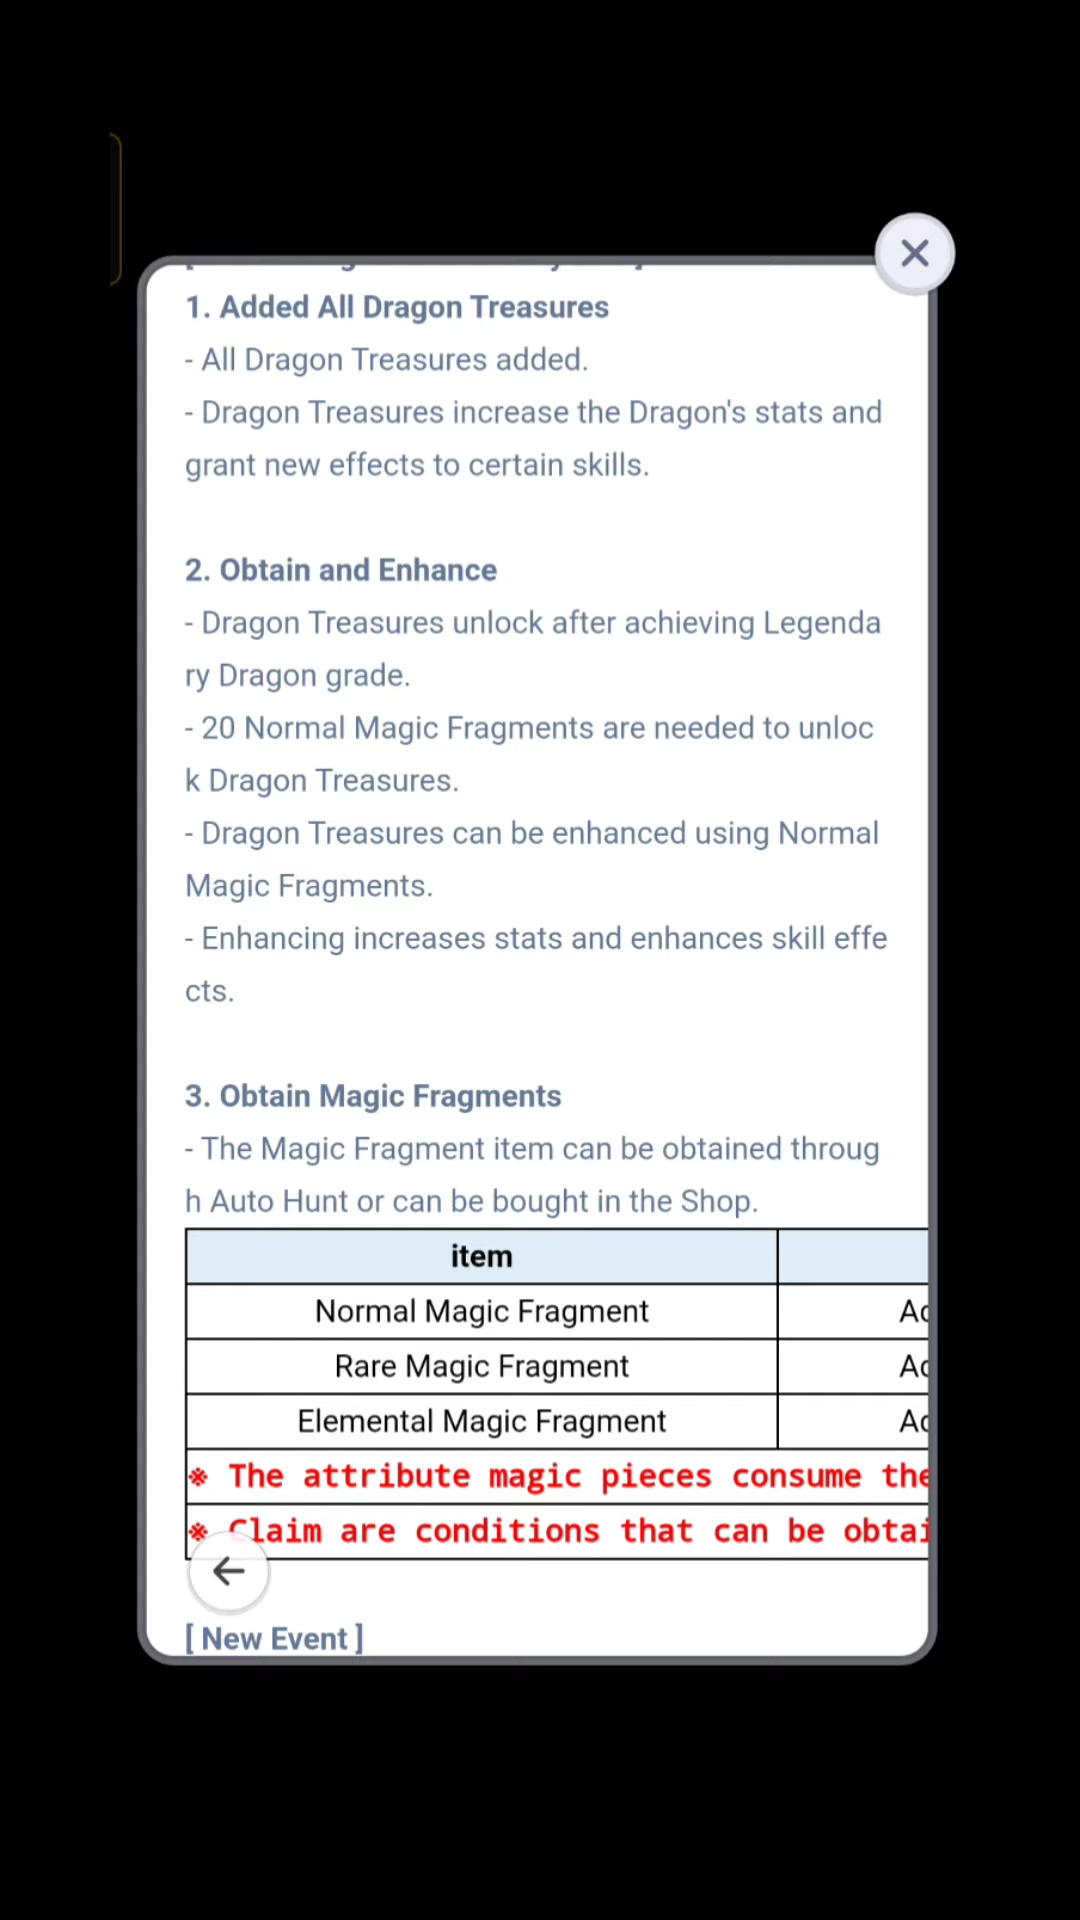 1. Added All Dragon Treasures
- All Dragon Treasures added.
- Dragon Treasures increase the Dragon's stats and
grant new effects to certain skills.
2. Obtain and Enhance
- Dragon Treasures unlock after achieving Legenda
ry Dragon grade.
- 20 Normal Magic Fragments are needed to unloc
k Dragon Treasures.
- Dragon Treasures can be enhanced using Normal
Magic Fragments.
- Enhancing increases stats and enhances skill effe
cts.
3. Obtain Magic Fragments
- The Magic Fragment item can be obtained throug
h Auto Hunt or can be bought in the Shop.
item
Normal Magic Fragment
Rare Magic Fragment
Elemental Magic Fragment
※ The attribute magic pieces consume the
※ Claim are conditions that can be obtai
[ New Event ]